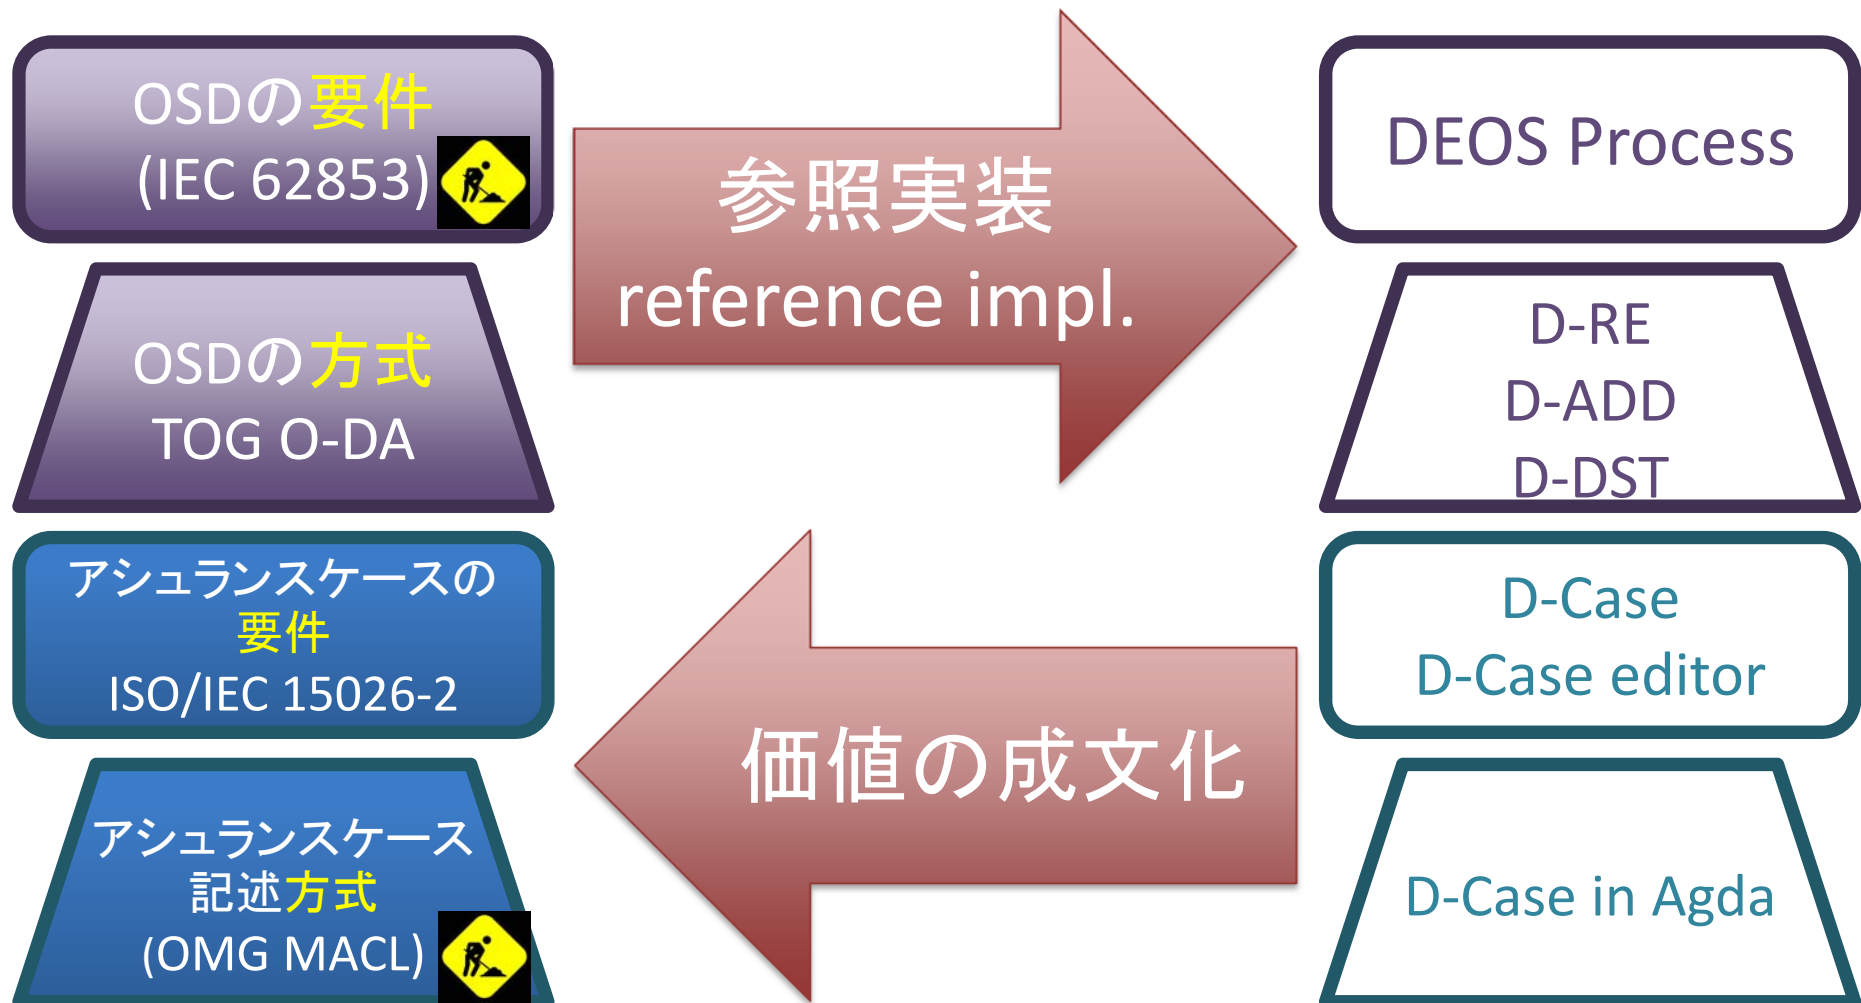 OSDの要件
(IEC 62853)
OSDの方式
TOG O-DA
アシュランスケースの
要件
ISO/IEC 15026-2
アシュランスケース
記述方式
(OMG MACL)
参照実装
reference impl.
価値の成文化
DEOS Process
D-RE
D-ADD
D-DST
D-Case
D-Case editor
D-Case in Agda